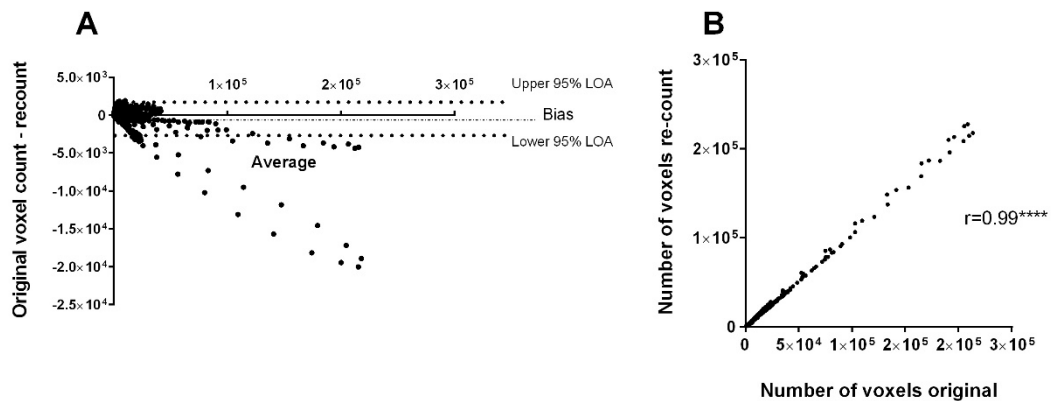 A
Original voxel count - recount
5.0×10³
0
-5.0×10³
-1.0×10⁴
-1.5×10⁴
-2.0×10⁴
-2.5×10⁴
1×10⁵
2×10⁵
3×10⁵
Upper 95% LOA
Bias
Lower 95% LOA
Average
B
Number of voxels re-count
3×10⁵
2×10⁵
1×10⁵
0
0
5×10⁴
1×10⁵
2×10⁵
2×10⁵
3×10⁵
r=0.99****
Number of voxels original